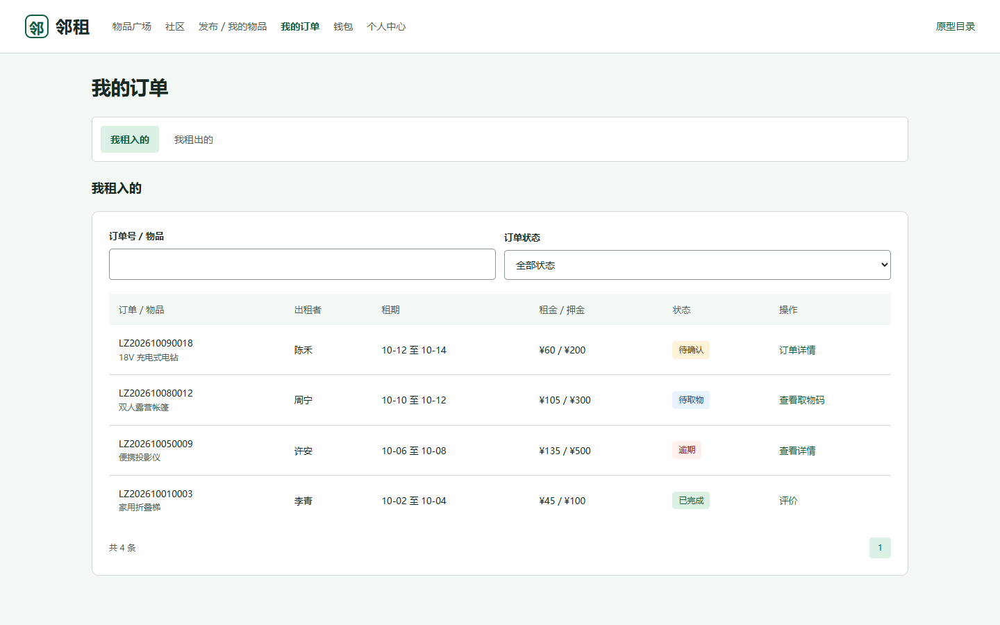 邻 邻租 物品广场 社区 发布 / 我的物品 我的订单 钱包 个人中心 原型目录
我的订单
我租入的 我租出的
我租入的
订单号 / 物品 订单状态
全部状态
订单 / 物品 出租者 租期 租金 / 押金 状态 操作
LZ202610090018
18V 充电式电钻
陈禾 10-12 至 10-14 ¥60 / ¥200 待确认 订单详情
LZ202610080012
双人露营帐篷
周宁 10-10 至 10-12 ¥105 / ¥300 待取物 查看取物码
LZ202610050009
便携投影仪
许安 10-06 至 10-08 ¥135 / ¥500 逾期 查看详情
LZ202610010003
家用折叠梯
李青 10-02 至 10-04 ¥45 / ¥100 已完成 评价
共 4 条 1